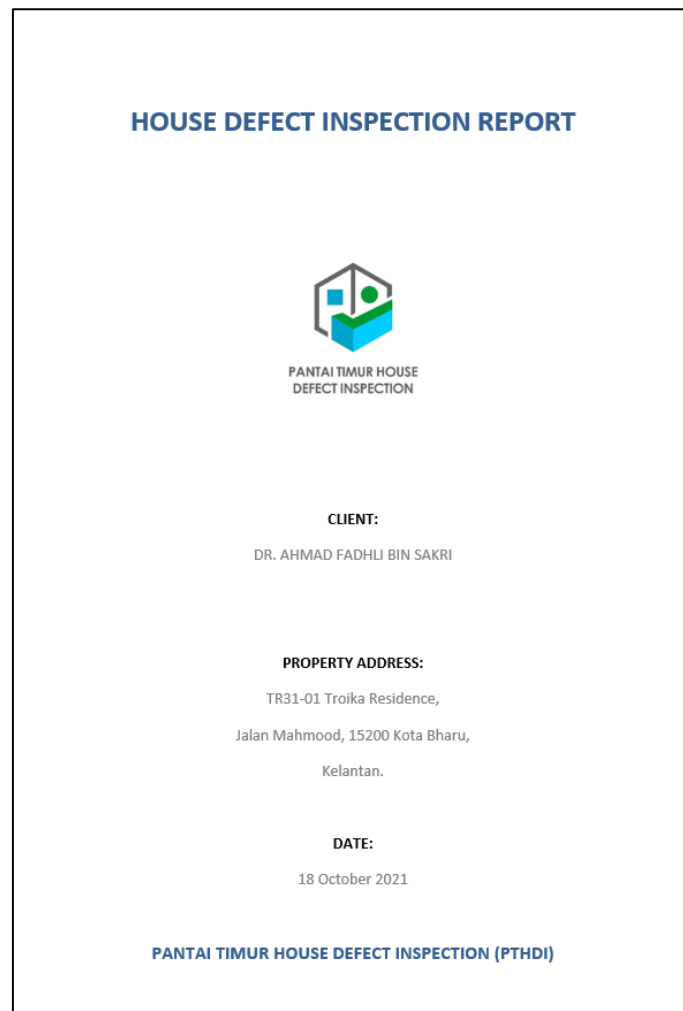 HOUSE DEFECT INSPECTION REPORT
PANTAI TIMUR HOUSE
DEFECT INSPECTION
CLIENT:
DR. AHMAD FADHLI BIN SAKRI
PROPERTY ADDRESS:
TR31-01 Troika Residence,
Jalan Mahmood, 15200 Kota Bharu,
Kelantan.
DATE:
18 October 2021
PANTAI TIMUR HOUSE DEFECT INSPECTION (PTHDI)